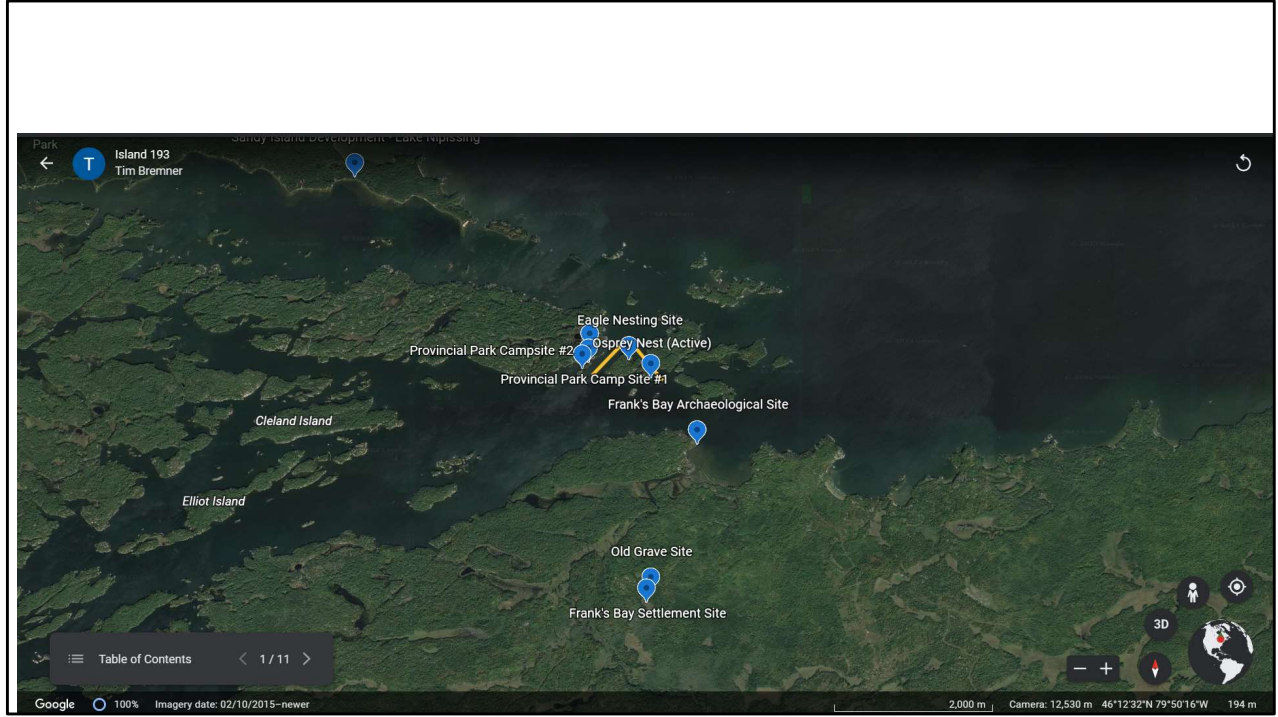 Park
Sandy Island Development - Lake Nipissing
T
Island 193
Tim Bremner
Eagle Nesting Site
Osprey Nest (Active)
Provincial Park Campsite #2
Provincial Park Camp Site #1
Frank's Bay Archaeological Site
Cleland Island
Elliot Island
Old Grave Site
Frank's Bay Settlement Site
3D
Table of Contents
1 / 11
Google
100%
Imagery date: 02/10/2015–newer
2,000 m
Camera: 12,530 m
46°12'32"N 79°50'16"W
194 m